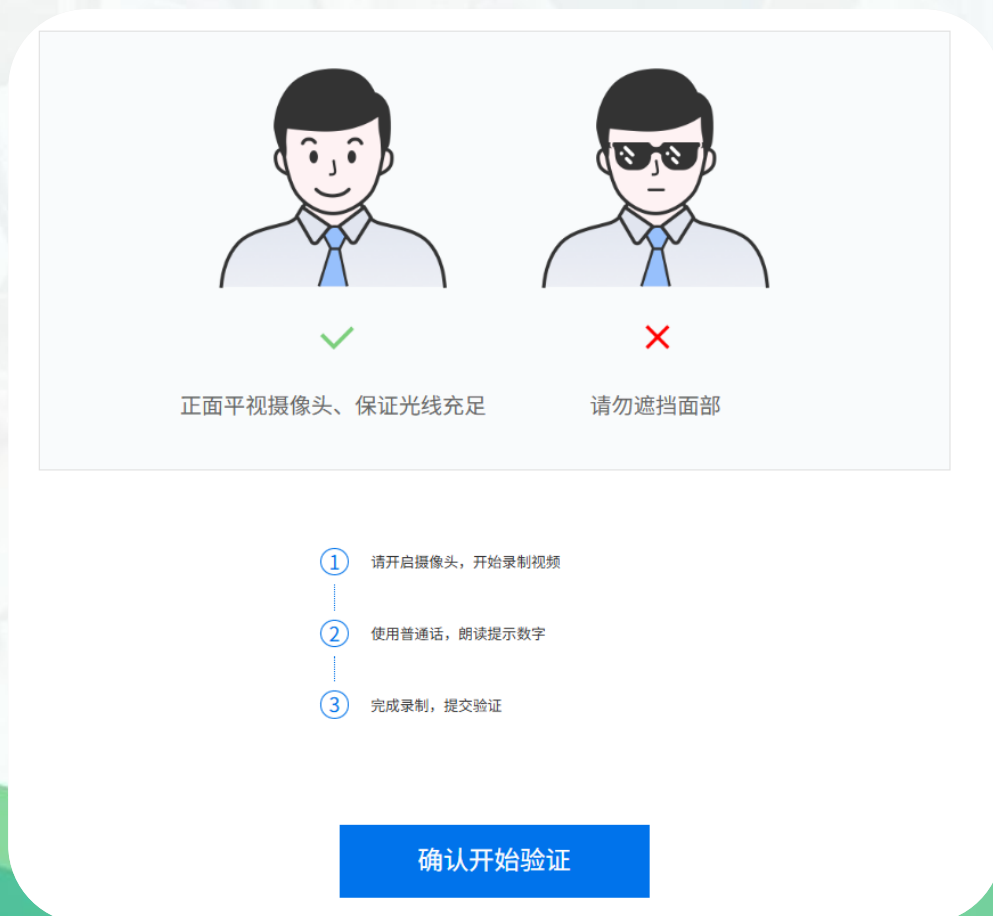 正面平视摄像头、保证光线充足
请勿遮挡面部
1 请开启摄像头，开始录制视频
2 使用普通话，朗读提示数字
3 完成录制，提交验证
确认开始验证